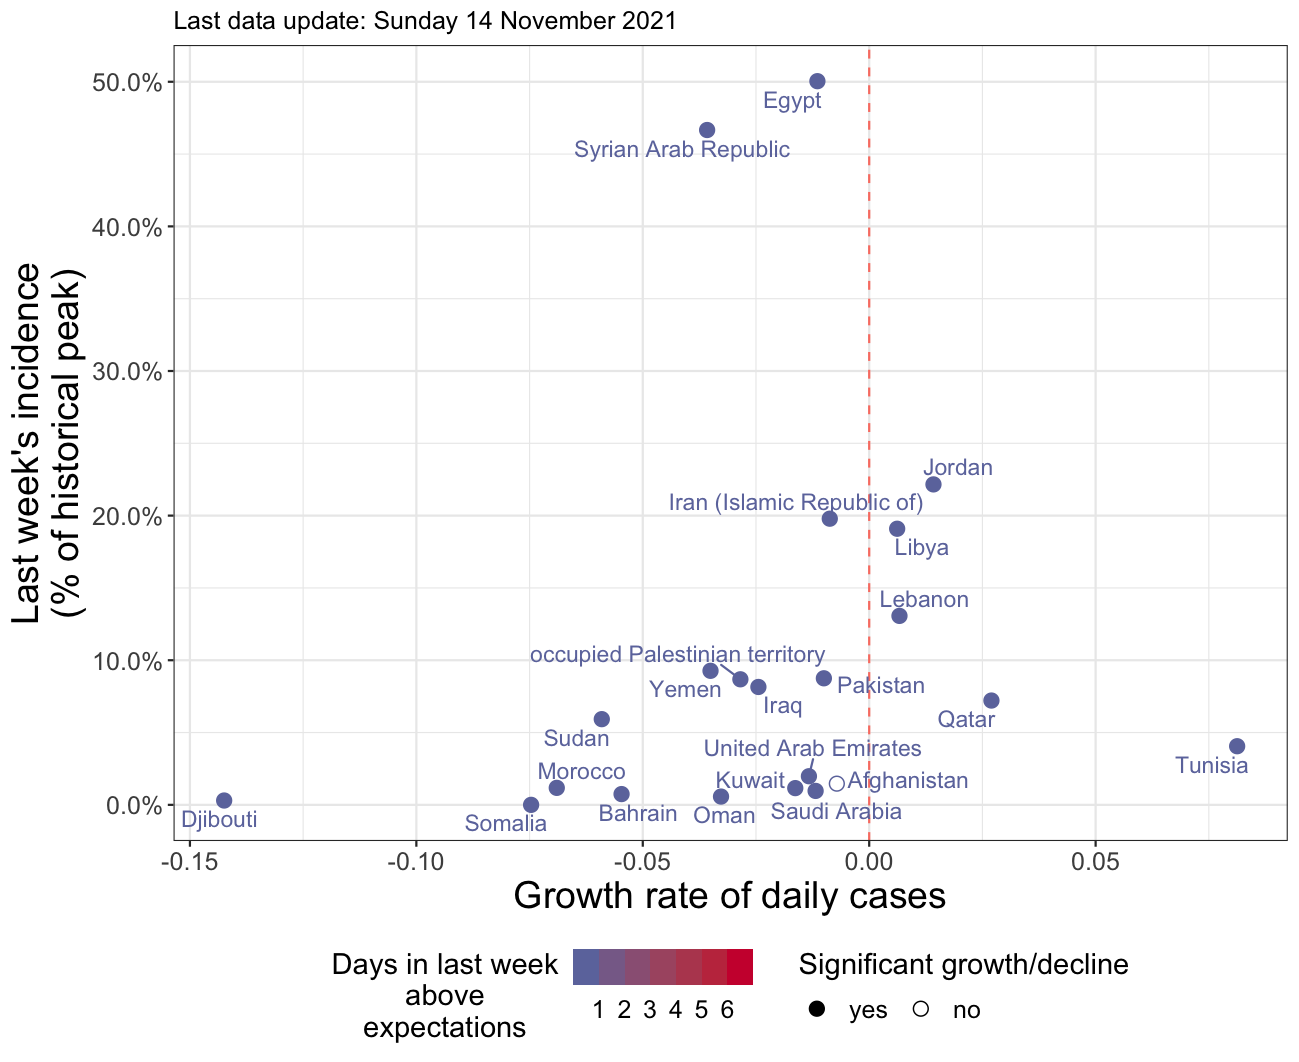 Last data update: Sunday 14 November 2021
50.0%
40.0%
30.0%
20.0%
10.0%
0.0%
Last week's incidence
(% of historical peak)
Egypt
Syrian Arab Republic
Jordan
Iran (Islamic Republic of)
Libya
Lebanon
occupied Palestinian territory
Yemen
Pakistan
Iraq
Qatar
Sudan
United Arab Emirates
Tunisia
Morocco
Kuwait
Afghanistan
Djibouti
Somalia
Bahrain
Oman
Saudi Arabia
-0.15
-0.10
-0.05
0.00
0.05
Growth rate of daily cases
Days in last week
above
expectations
1 2 3 4 5 6
Significant growth/decline
yes
no